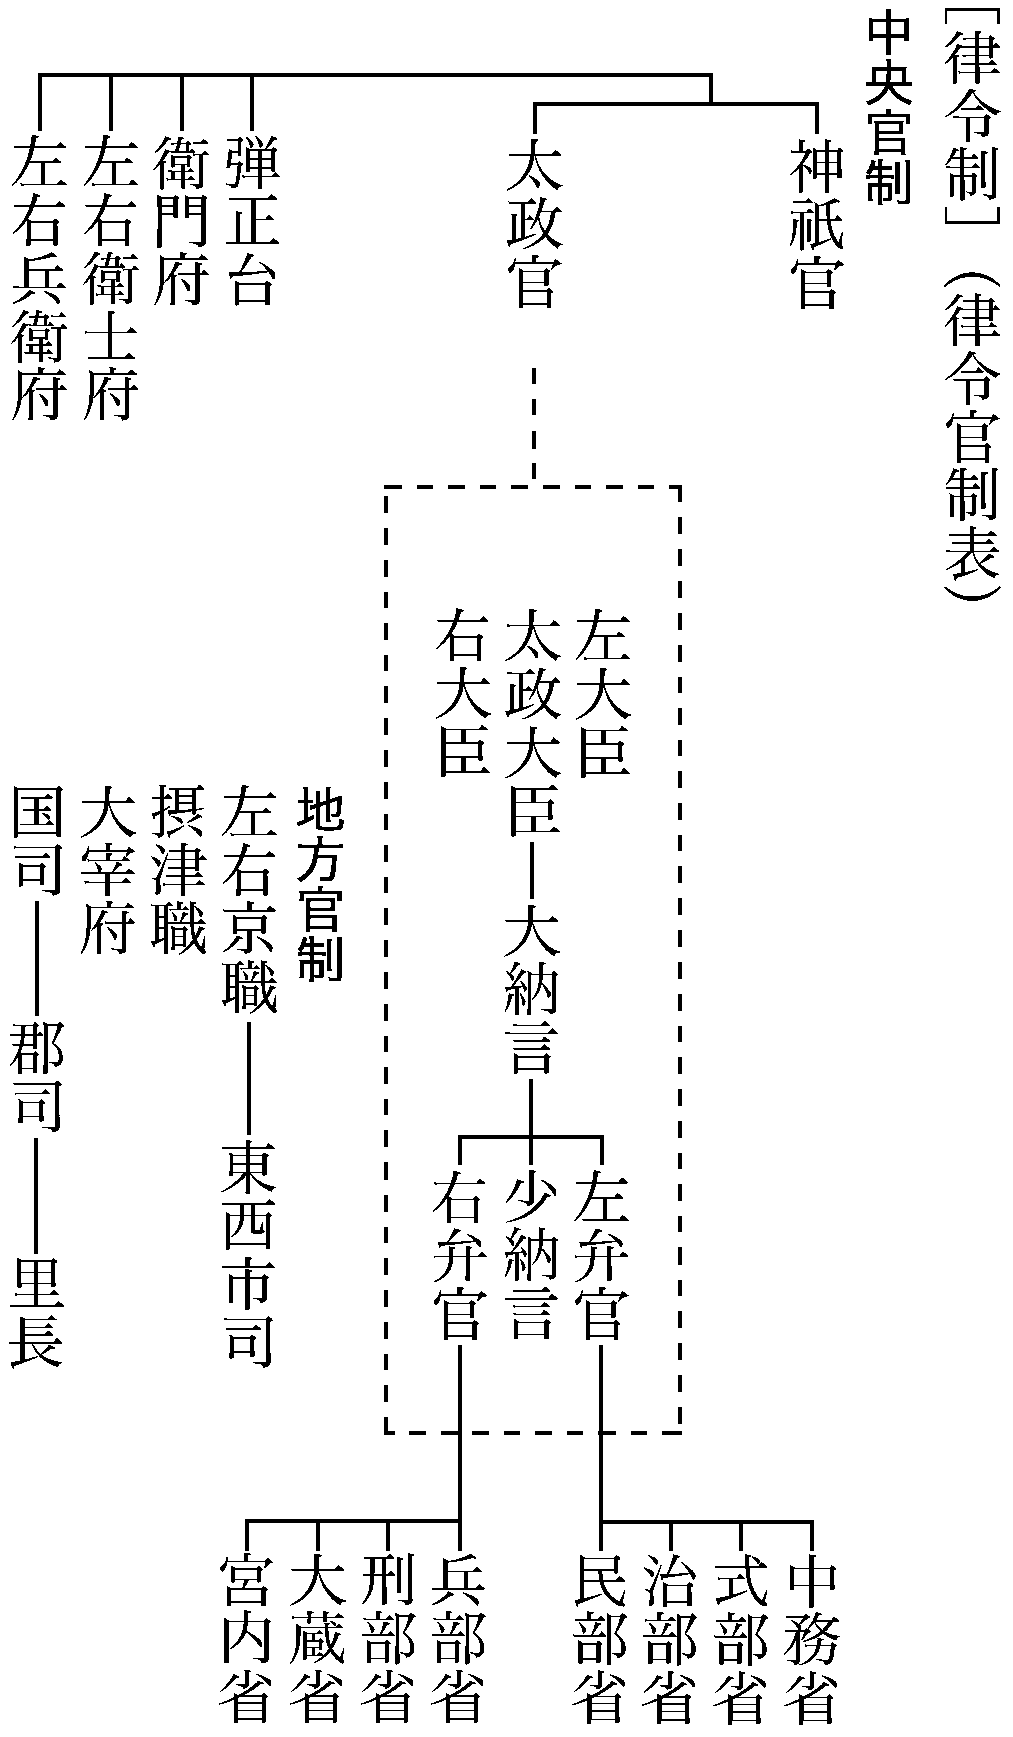 ［律令制］（律令官制表）
中央官制
神祇官
太政官
左大臣
太政大臣
右大臣
大納言
左弁官
少納言
右弁官
中務省
式部省
治部省
民部省
兵部省
刑部省
大蔵省
宮内省
弾正台
衛門府
左右衛士府
左右兵衛府
地方官制
左右京職
東西市司
摂津職
大宰府
国司
郡司
里長